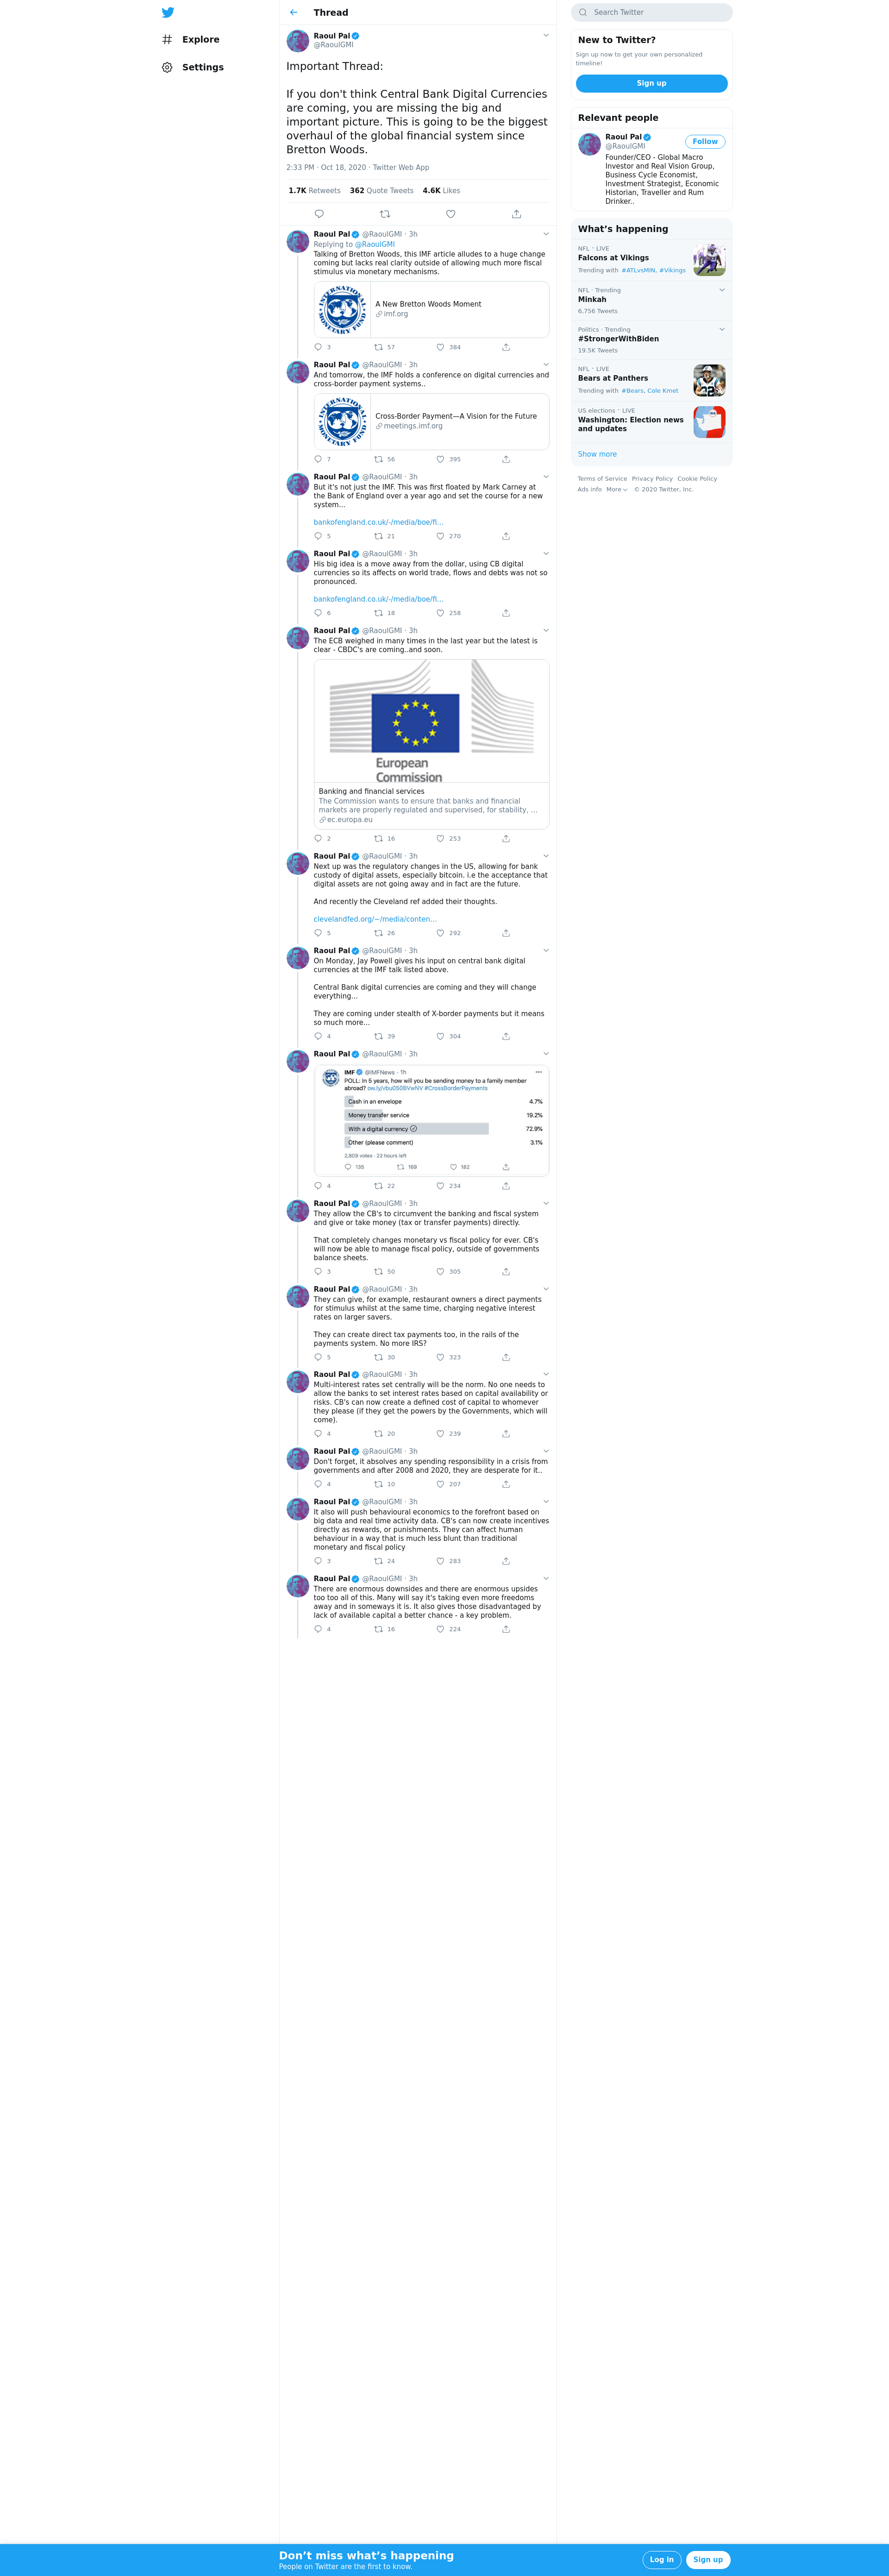 Explore
Settings
Thread
Raoul Pal
@RaoulGMI
Important Thread:
If you don't think Central Bank Digital Currencies
are coming, you are missing the big and
important picture. This is going to be the biggest
overhaul of the global financial system since
Bretton Woods.
2:33 PM · Oct 18, 2020 · Twitter Web App
1.7K Retweets 362 Quote Tweets 4.6K Likes
Raoul Pal @RaoulGMI · 3h
Replying to @RaoulGMI
Talking of Bretton Woods, this IMF article alludes to a huge change
coming but lacks real clarity outside of allowing much more fiscal
stimulus via monetary mechanisms.
INTERNATIONAL MONETARY FUND
A New Bretton Woods Moment
imf.org
3 57 384
Raoul Pal @RaoulGMI · 3h
And tomorrow, the IMF holds a conference on digital currencies and
cross-border payment systems..
INTERNATIONAL MONETARY FUND
Cross-Border Payment—A Vision for the Future
meetings.imf.org
7 56 395
Raoul Pal @RaoulGMI · 3h
But it's not just the IMF. This was first floated by Mark Carney at
the Bank of England over a year ago and set the course for a new
system...
bankofengland.co.uk/-/media/boe/fi…
5 21 270
Raoul Pal @RaoulGMI · 3h
His big idea is a move away from the dollar, using CB digital
currencies so its affects on world trade, flows and debts was not so
pronounced.
bankofengland.co.uk/-/media/boe/fi…
6 18 258
Raoul Pal @RaoulGMI · 3h
The ECB weighed in many times in the last year but the latest is
clear - CBDC's are coming..and soon.
European
Commission
Banking and financial services
The Commission wants to ensure that banks and financial
markets are properly regulated and supervised, for stability, …
ec.europa.eu
2 16 253
Raoul Pal @RaoulGMI · 3h
Next up was the regulatory changes in the US, allowing for bank
custody of digital assets, especially bitcoin. i.e the acceptance that
digital assets are not going away and in fact are the future.
And recently the Cleveland ref added their thoughts.
clevelandfed.org/~/media/conten…
5 26 292
Raoul Pal @RaoulGMI · 3h
On Monday, Jay Powell gives his input on central bank digital
currencies at the IMF talk listed above.
Central Bank digital currencies are coming and they will change
everything...
They are coming under stealth of X-border payments but it means
so much more...
4 39 304
Raoul Pal @RaoulGMI · 3h
IMF @IMFNews · 1h
POLL: In 5 years, how will you be sending money to a family member
abroad? ow.ly/vbu050BVwNV #CrossBorderPayments
Cash in an envelope 4.7%
Money transfer service 19.2%
With a digital currency 72.9%
Other (please comment) 3.1%
2,809 votes · 22 hours left
135 169 182
4 22 234
Raoul Pal @RaoulGMI · 3h
They allow the CB's to circumvent the banking and fiscal system
and give or take money (tax or transfer payments) directly.
That completely changes monetary vs fiscal policy for ever. CB's
will now be able to manage fiscal policy, outside of governments
balance sheets.
3 50 305
Raoul Pal @RaoulGMI · 3h
They can give, for example, restaurant owners a direct payments
for stimulus whilst at the same time, charging negative interest
rates on larger savers.
They can create direct tax payments too, in the rails of the
payments system. No more IRS?
5 30 323
Raoul Pal @RaoulGMI · 3h
Multi-interest rates set centrally will be the norm. No one needs to
allow the banks to set interest rates based on capital availability or
risks. CB's can now create a defined cost of capital to whomever
they please (if they get the powers by the Governments, which will
come).
4 20 239
Raoul Pal @RaoulGMI · 3h
Don't forget, it absolves any spending responsibility in a crisis from
governments and after 2008 and 2020, they are desperate for it..
4 10 207
Raoul Pal @RaoulGMI · 3h
It also will push behavioural economics to the forefront based on
big data and real time activity data. CB's can now create incentives
directly as rewards, or punishments. They can affect human
behaviour in a way that is much less blunt than traditional
monetary and fiscal policy
3 24 283
Raoul Pal @RaoulGMI · 3h
There are enormous downsides and there are enormous upsides
too too all of this. Many will say it's taking even more freedoms
away and in someways it is. It also gives those disadvantaged by
lack of available capital a better chance - a key problem.
4 16 224
Search Twitter
New to Twitter?
Sign up now to get your own personalized
timeline!
Sign up
Relevant people
Raoul Pal
@RaoulGMI
Follow
Founder/CEO - Global Macro
Investor and Real Vision Group,
Business Cycle Economist,
Investment Strategist, Economic
Historian, Traveller and Rum
Drinker..
What's happening
NFL · LIVE
Falcons at Vikings
Trending with #ATLvsMIN, #Vikings
NFL · Trending
Minkah
6,756 Tweets
Politics · Trending
#StrongerWithBiden
19.5K Tweets
NFL · LIVE
Bears at Panthers
Trending with #Bears, Cole Kmet
US elections · LIVE
Washington: Election news
and updates
Show more
Terms of Service Privacy Policy Cookie Policy
Ads info More © 2020 Twitter, Inc.
Don't miss what's happening
People on Twitter are the first to know.
Log in
Sign up